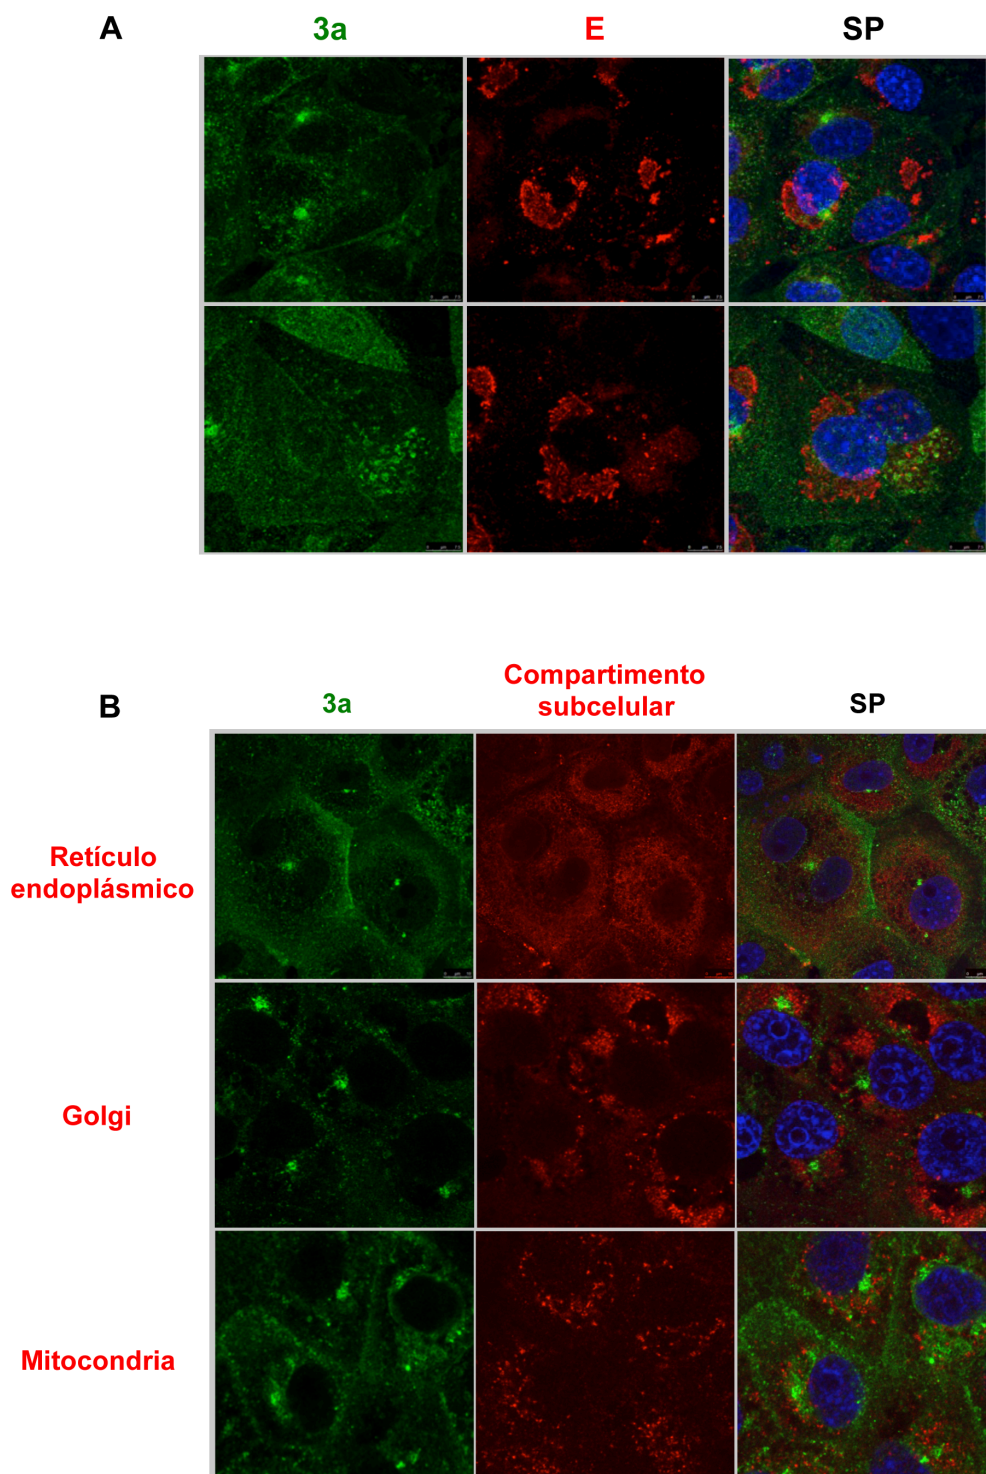 A 3a E SP
B 3a Compartimento
subcelular SP
Retículo
endoplásmico
Golgi
Mitocondria